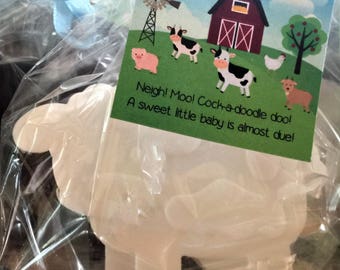 Neigh! Moo! Cock-a-doodle doo!
A sweet little baby is almost due!